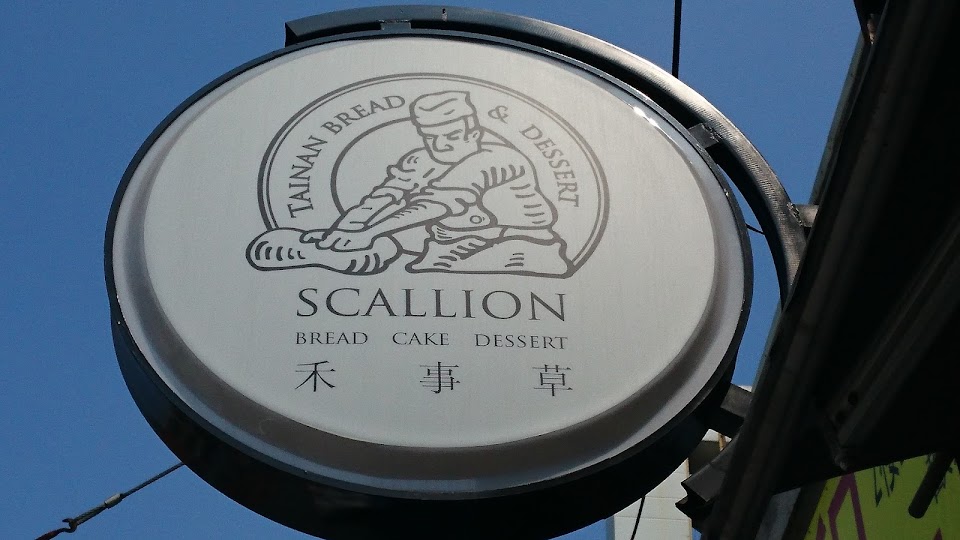 TAINAN BREAD & DESSERT
SCALLION
BREAD CAKE DESSERT
禾事草